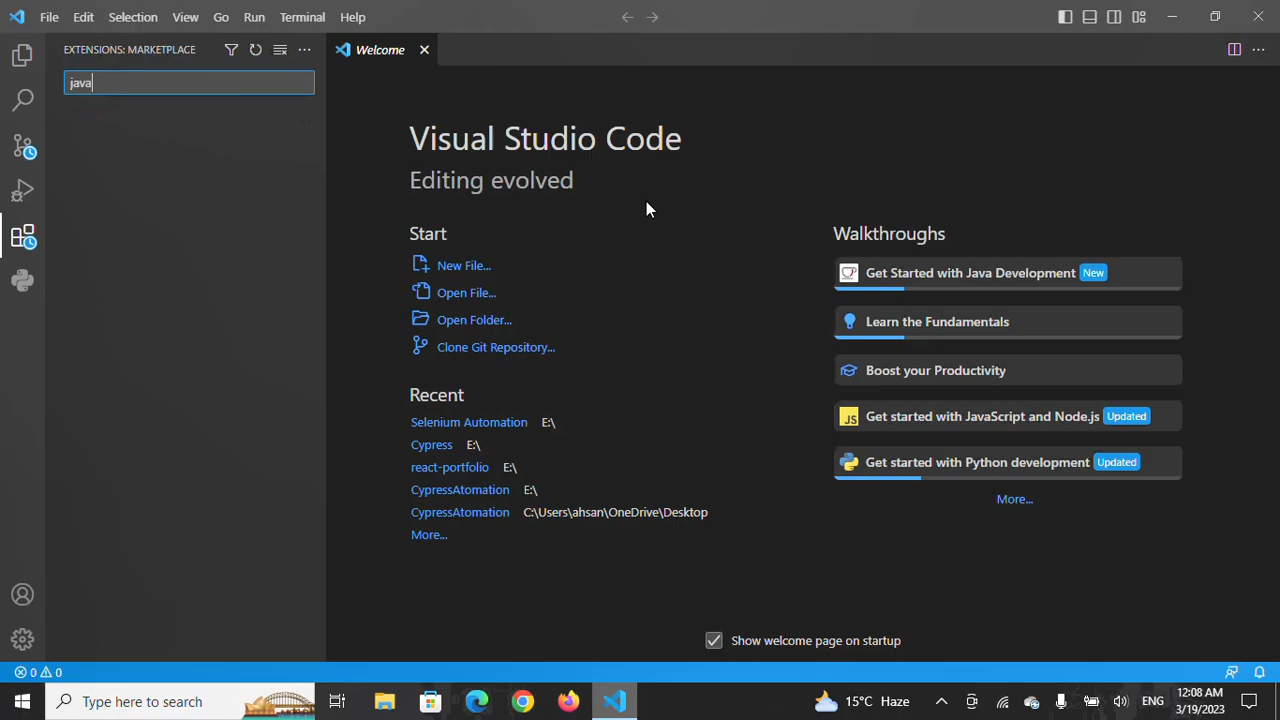 File Edit Selection View Go Run Terminal Help
EXTENSIONS: MARKETPLACE
java
Welcome
Visual Studio Code
Editing evolved
Start
New File...
Open File...
Open Folder...
Clone Git Repository...
Recent
Selenium Automation E:\
Cypress E:\
react-portfolio E:\
CypressAtomation E:\
CypressAtomation C:\Users\ahsan\OneDrive\Desktop
More...
Walkthroughs
Get Started with Java Development New
Learn the Fundamentals
Boost your Productivity
JS Get started with JavaScript and Node.js Updated
Get started with Python development Updated
More...
Show welcome page on startup
0 0
Type here to search
15°C Haze
ENG
12:08 AM
3/19/2023